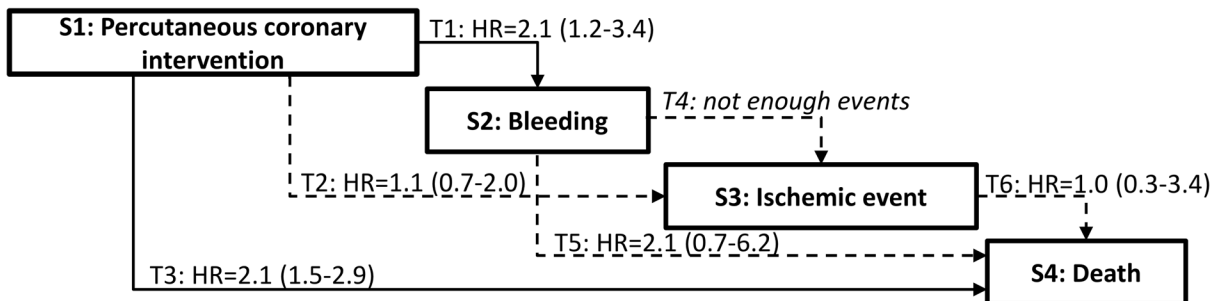 S1: Percutaneous coronary
intervention
T1: HR=2.1 (1.2-3.4)
S2: Bleeding
T4: not enough events
T2: HR=1.1 (0.7-2.0)
S3: Ischemic event
T6: HR=1.0 (0.3-3.4)
T5: HR=2.1 (0.7-6.2)
T3: HR=2.1 (1.5-2.9)
S4: Death